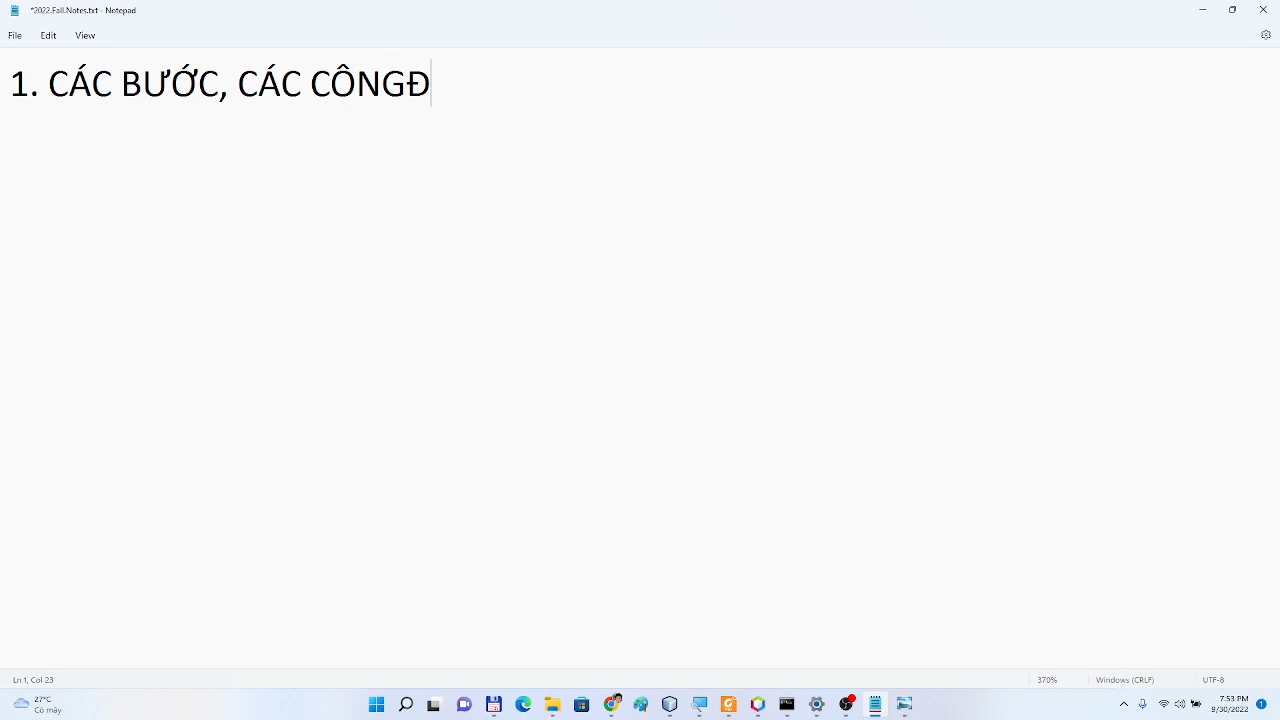 *2022.Fall.Notes.txt - Notepad
File Edit View
1. CÁC BƯỚC, CÁC CÔNGĐ
Ln 1, Col 23 370% Windows (CRLF) UTF-8
27°C 7:33 PM
Có mây 9/30/2022